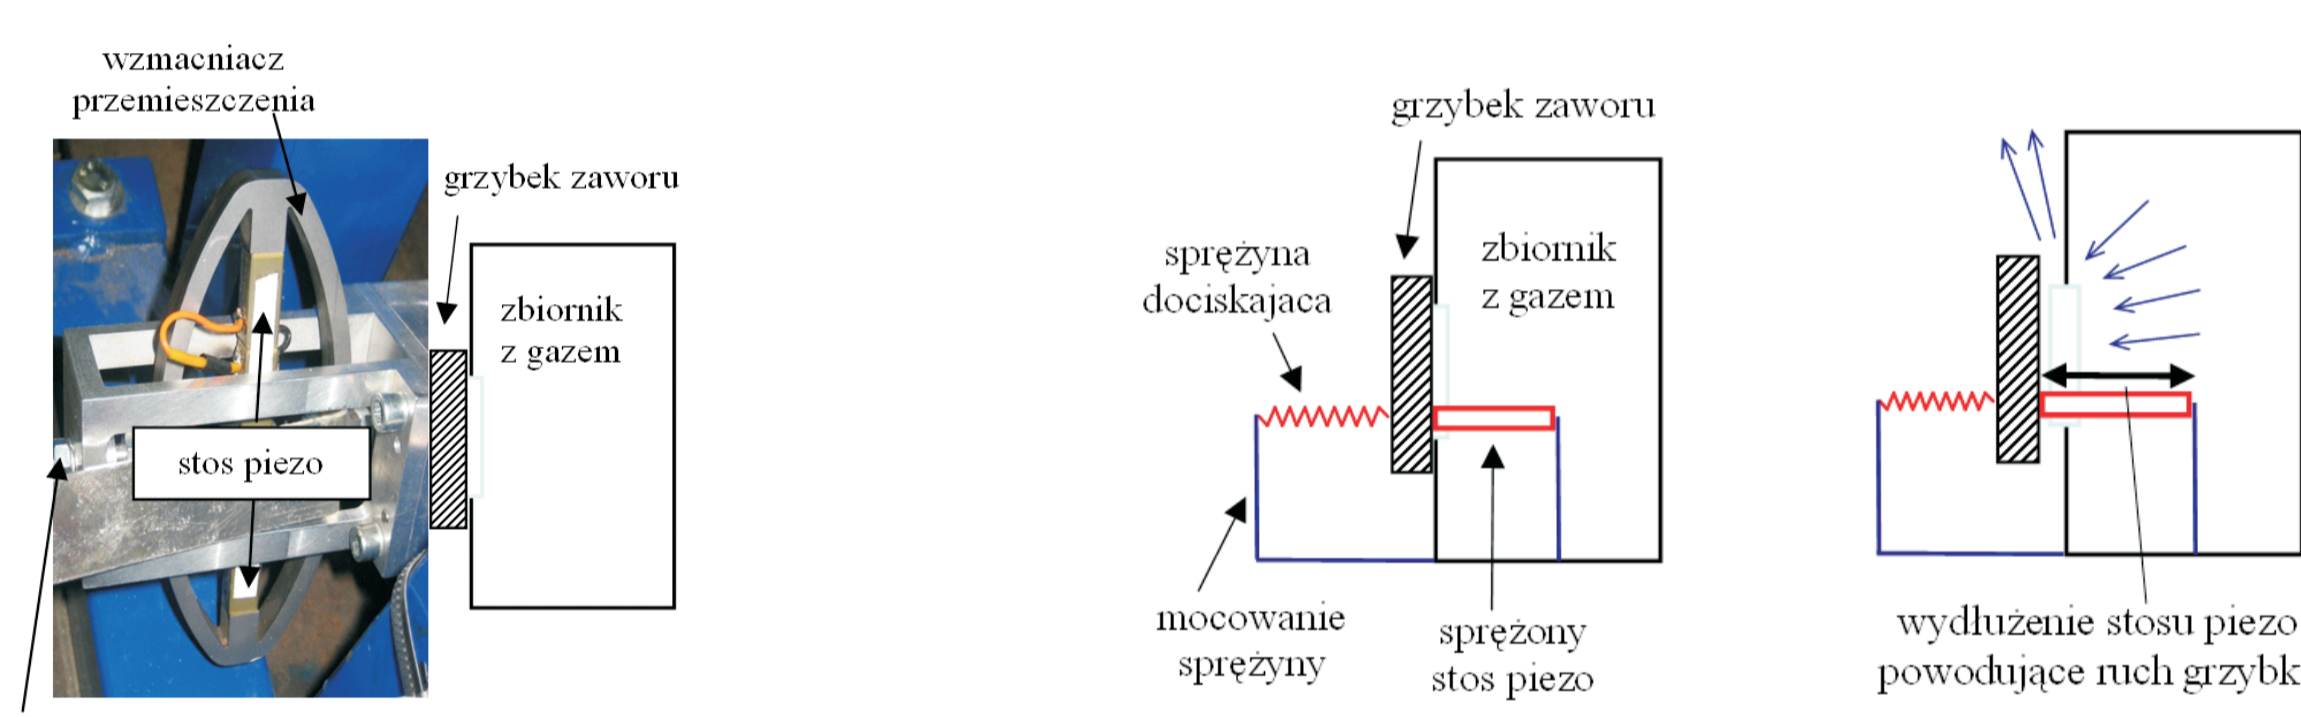 wzmacniacz
przemieszczenia
grzybek zaworu
zbiornik
z gazem
stos piezo
grzybek zaworu
sprężyna
dociskajaca
zbiornik
z gazem
mocowanie
sprężyny
sprężony
stos piezo
wydłużenie stosu piezo
powodujące ruch grzybk